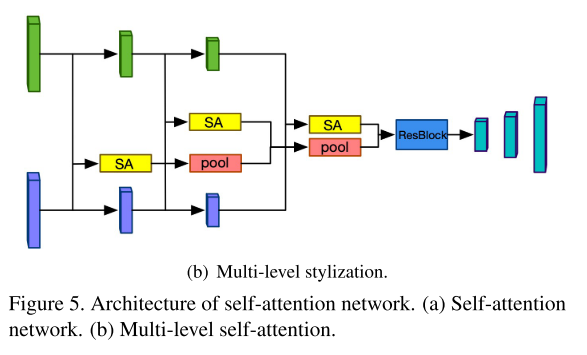 SA
SA
ResBlock
SA
pool
pool
(b) Multi-level stylization.
Figure 5. Architecture of self-attention network. (a) Self-attention
network. (b) Multi-level self-attention.